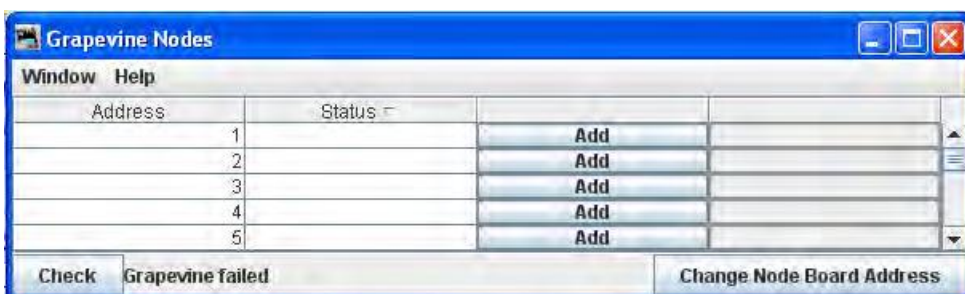 Grapevine Nodes
Window Help
Address Status
1 Add
2 Add
3 Add
4 Add
5 Add
Check Grapevine failed Change Node Board Address